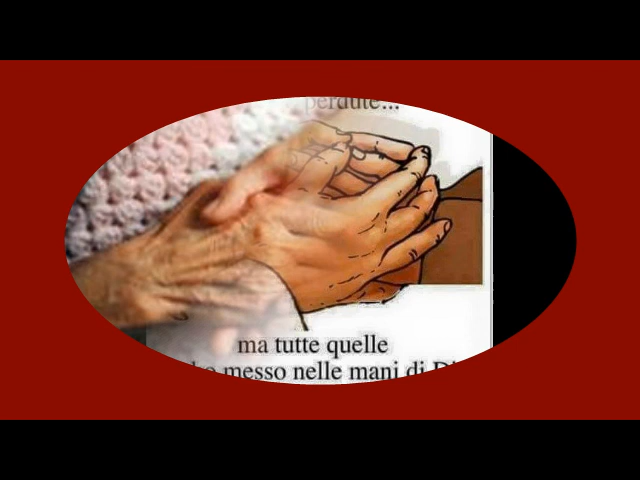 perdute...
ma tutte quelle
messo nelle mani di